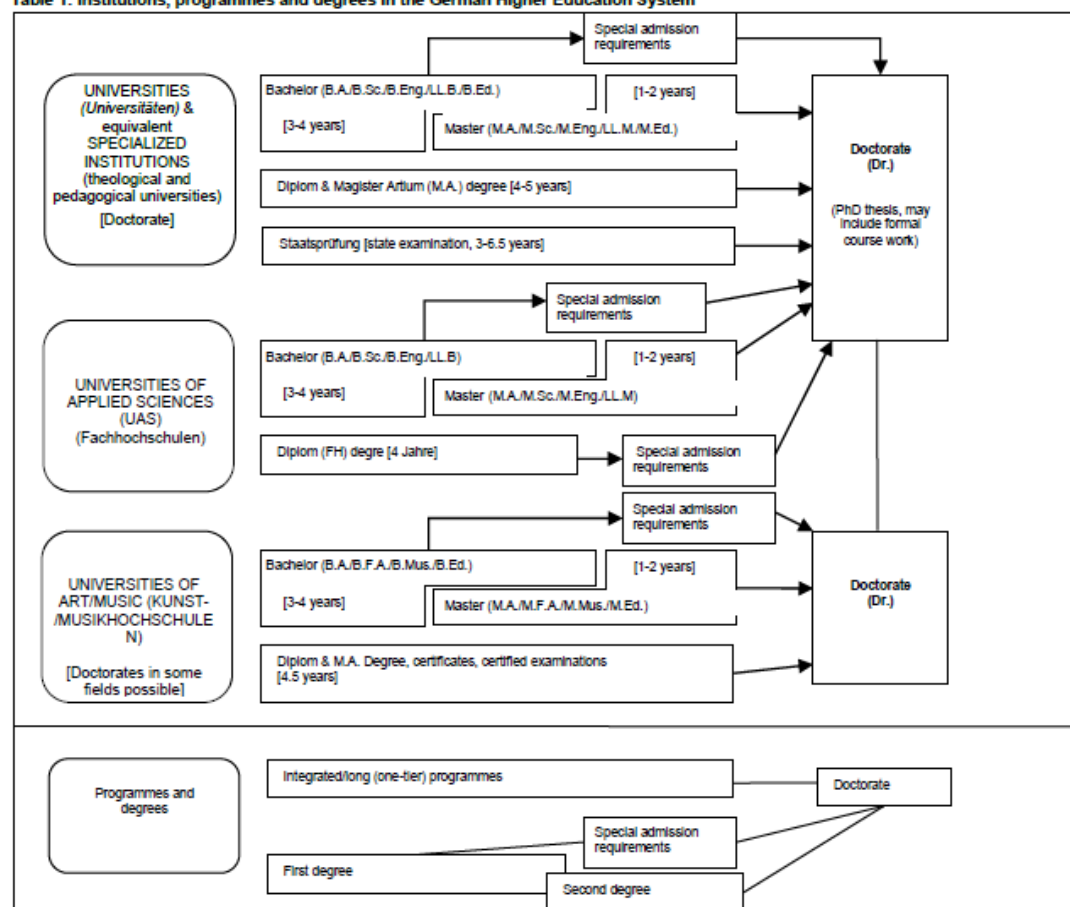 Table 1: Institutions, programmes and degrees in the German Higher Education System
Special admission
requirements
UNIVERSITIES
(Universitäten) &
equivalent
SPECIALIZED
INSTITUTIONS
(theological and
pedagogical universities)
[Doctorate]
Bachelor (B.A./B.Sc./B.Eng./LL.B./B.Ed.)
[3-4 years]
[1-2 years]
Master (M.A./M.Sc./M.Eng./LL.M./M.Ed.)
Diplom & Magister Artium (M.A.) degree [4-5 years]
Staatsprüfung [state examination, 3-6.5 years]
Doctorate
(Dr.)
(PhD thesis, may
include formal
course work)
Special admission
requirements
UNIVERSITIES OF
APPLIED SCIENCES
(UAS)
(Fachhochschulen)
Bachelor (B.A./B.Sc./B.Eng./LL.B)
[3-4 years]
[1-2 years]
Master (M.A./M.Sc./M.Eng./LL.M)
Diplom (FH) degre [4 Jahre]
Special admission
requirements
Special admission
requirements
UNIVERSITIES OF
ART/MUSIC (KUNST-
/MUSIKHOCHSCHULE
N)
[Doctorates in some
fields possible]
Bachelor (B.A./B.F.A./B.Mus./B.Ed.)
[3-4 years]
[1-2 years]
Master (M.A./M.F.A./M.Mus./M.Ed.)
Diplom & M.A. Degree, certificates, certified examinations
[4.5 years]
Doctorate
(Dr.)
Programmes and
degrees
Integrated/long (one-tier) programmes
Doctorate
Special admission
requirements
First degree
Second degree